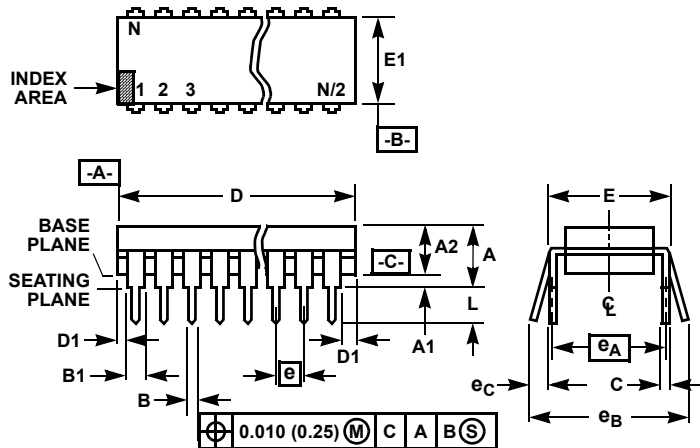 N
E1
INDEX
AREA
1 2 3 N/2
-B-
-A-
D
E
BASE
PLANE
A2
A
-C-
SEATING
PLANE
L
C
L
D1
A1
D1
eA
B1
e
eC
C
B
eB
0.010 (0.25) Ⓜ C A B Ⓢ